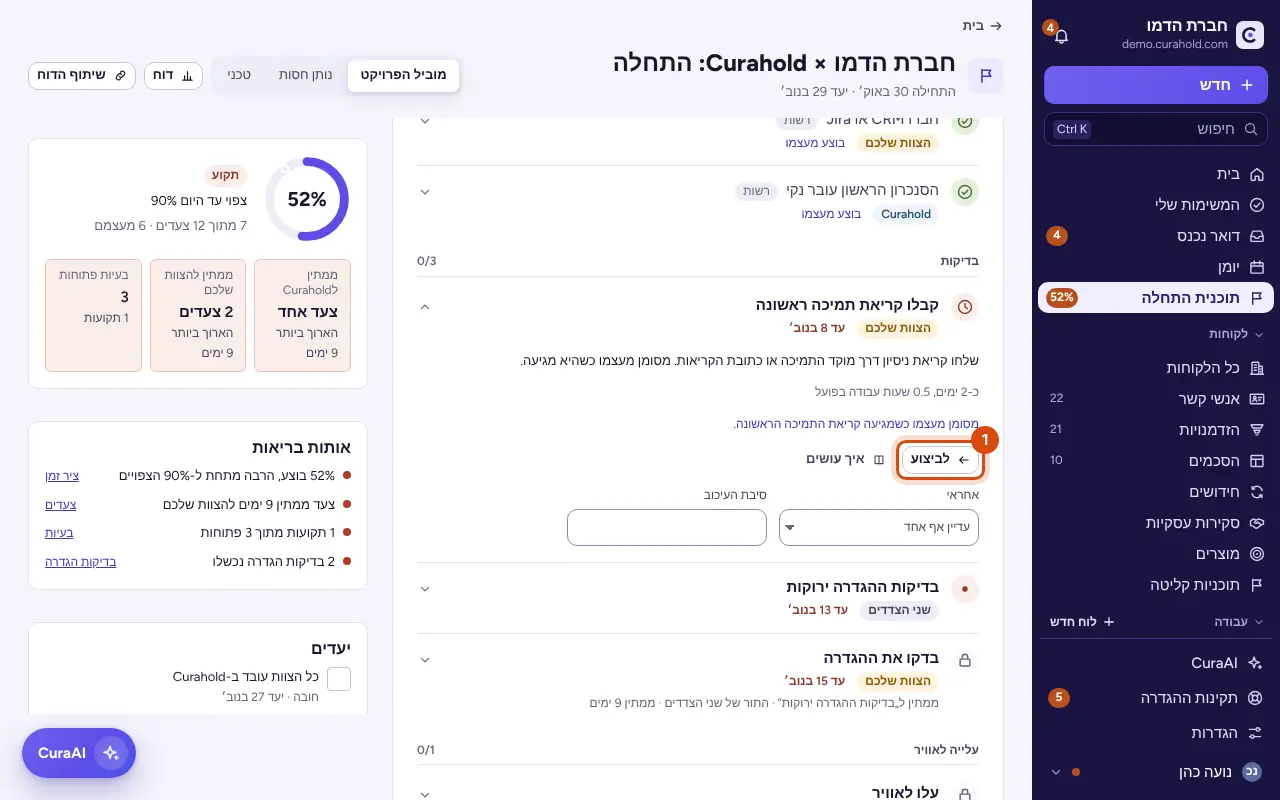 חברת הדמו
demo.curahold.com
4
חדש
חיפוש
Ctrl K
בית
המשימות שלי
דואר נכנס
4
יומן
תוכנית התחלה
52%
לקוחות
כל הלקוחות
אנשי קשר
22
הזדמנויות
21
הסכמים
10
חידושים
סקירות עסקיות
מוצרים
תוכניות קליטה
עבודה
לוח חדש
CuraAI
תקינות ההגדרה
5
הגדרות
נועה כהן
נכ
בית
חברת הדמו × Curahold: התחלה
התחילה 30 באוק׳ · יעד 29 בנוב׳
מוביל הפרויקט
נותן חסות
טכני
דוח
שיתוף הדוח
חברו CRM או Jira
רשות
הצוות שלכם
בוצע מעצמו
הסנכרון הראשון עובר נקי
רשות
Curahold
בוצע מעצמו
בדיקות
0/3
קבלו קריאת תמיכה ראשונה
הצוות שלכם
עד 8 בנוב׳
שלחו קריאת ניסיון דרך מוקד התמיכה או כתובת הקריאות. מסומן מעצמו כשהיא מגיעה.
כ-2 ימים, 0.5 שעות עבודה בפועל
מסומן מעצמו כשמגיעה קריאת התמיכה הראשונה.
1
לביצוע
איך עושים
אחראי
סיבת העיכוב
עדיין אף אחד
בדיקות ההגדרה ירוקות
שני הצדדים
עד 13 בנוב׳
בדקו את ההגדרה
הצוות שלכם
עד 15 בנוב׳
ממתין ל„בדיקות ההגדרה ירוקות” · התור של שני הצדדים · ממתין 9 ימים
עלייה לאוויר
0/1
עלו לאוויר
52%
תקוע
צפוי עד היום 90%
7 מתוך 12 צעדים · 6 מעצמם
ממתין
לCurahold
צעד אחד
הארוך ביותר
9 ימים
ממתין להצוות
שלכם
2 צעדים
הארוך ביותר
9 ימים
בעיות פתוחות
3
1 תקועות
אותות בריאות
52% בוצע, הרבה מתחת ל-90% הצפויים
ציר זמן
צעד ממתין 9 ימים להצוות שלכם
צעדים
1 תקועות מתוך 3 פתוחות
בעיות
2 בדיקות הגדרה נכשלו
בדיקות הגדרה
יעדים
כל הצוות עובד ב-Curahold
חובה · יעד 27 בנוב׳
CuraAI